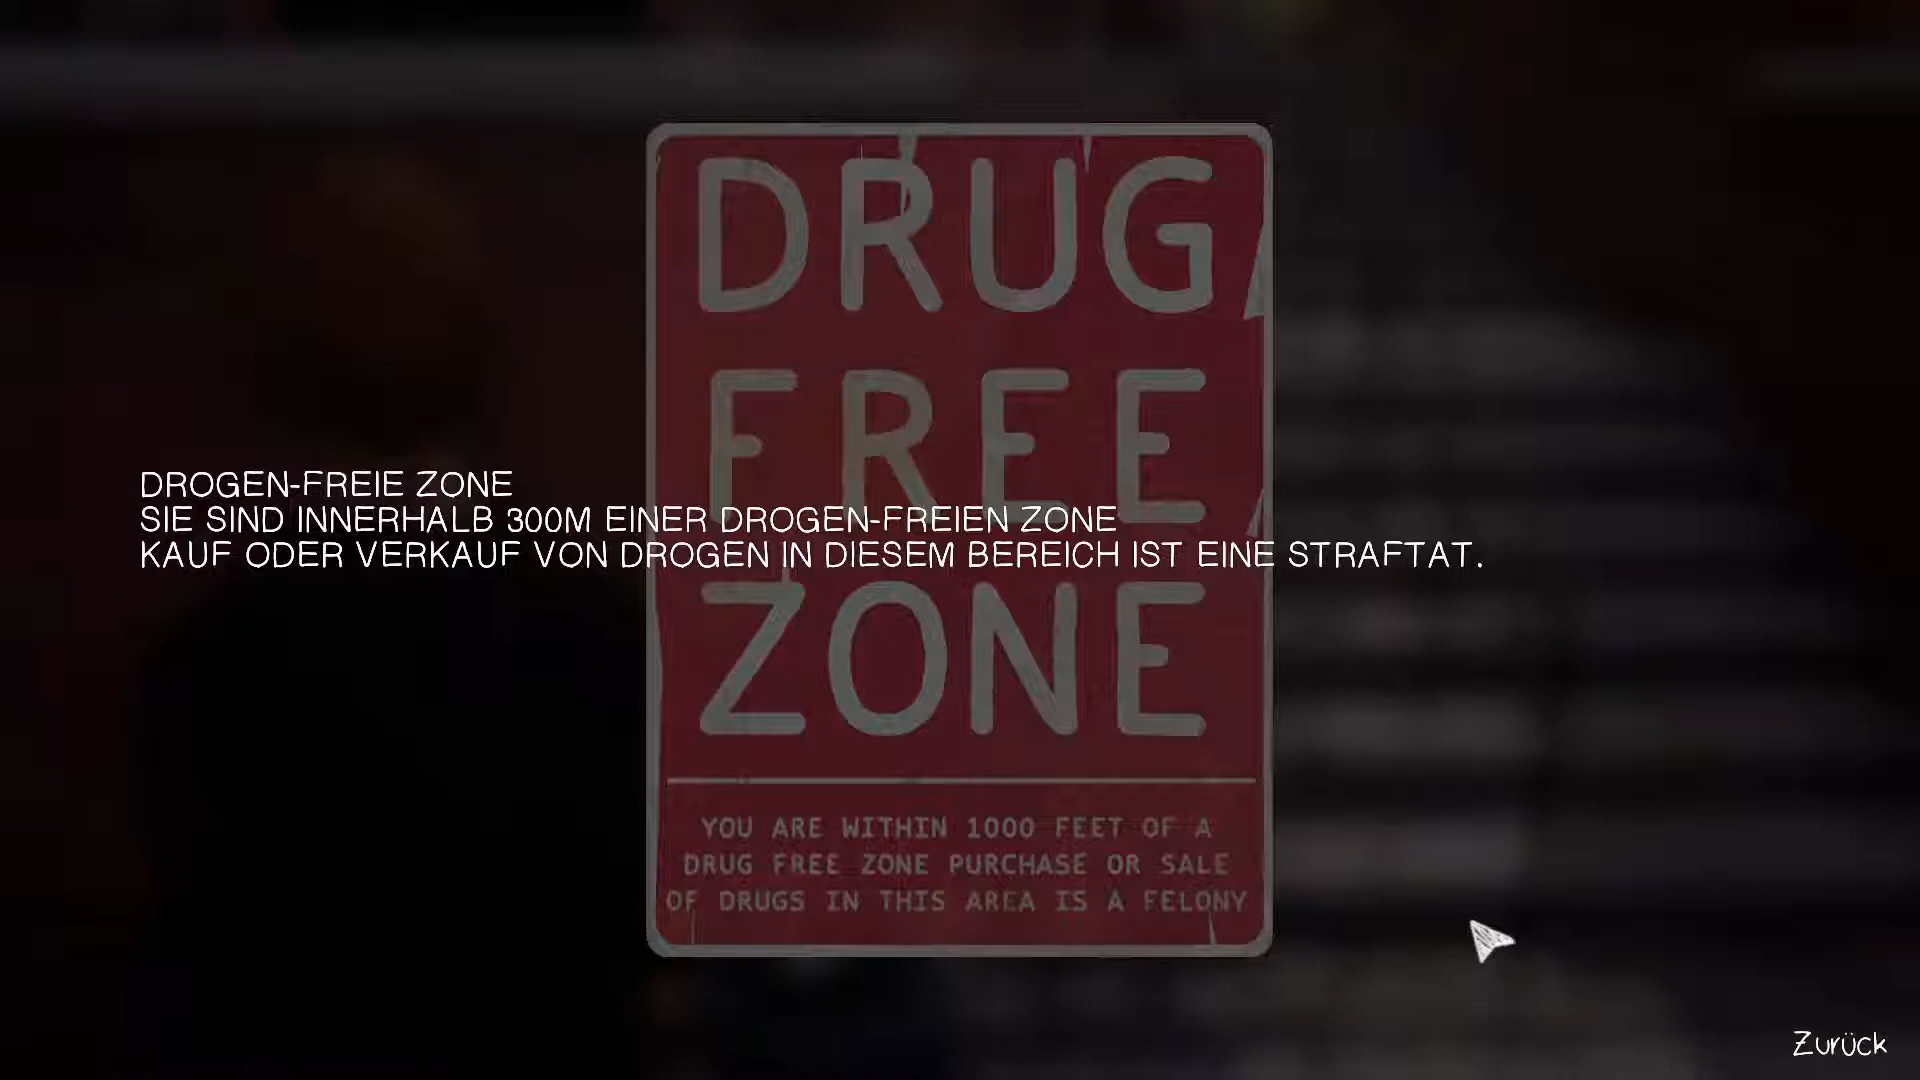 DRUG
FREE
ZONE
DROGEN-FREIE ZONE
SIE SIND INNERHALB 300M EINER DROGEN-FREIEN ZONE
KAUF ODER VERKAUF VON DROGEN IN DIESEM BEREICH IST EINE STRAFTAT.
YOU ARE WITHIN 1000 FEET OF A
DRUG FREE ZONE PURCHASE OR SALE
OF DRUGS IN THIS AREA IS A FELONY
Zurück